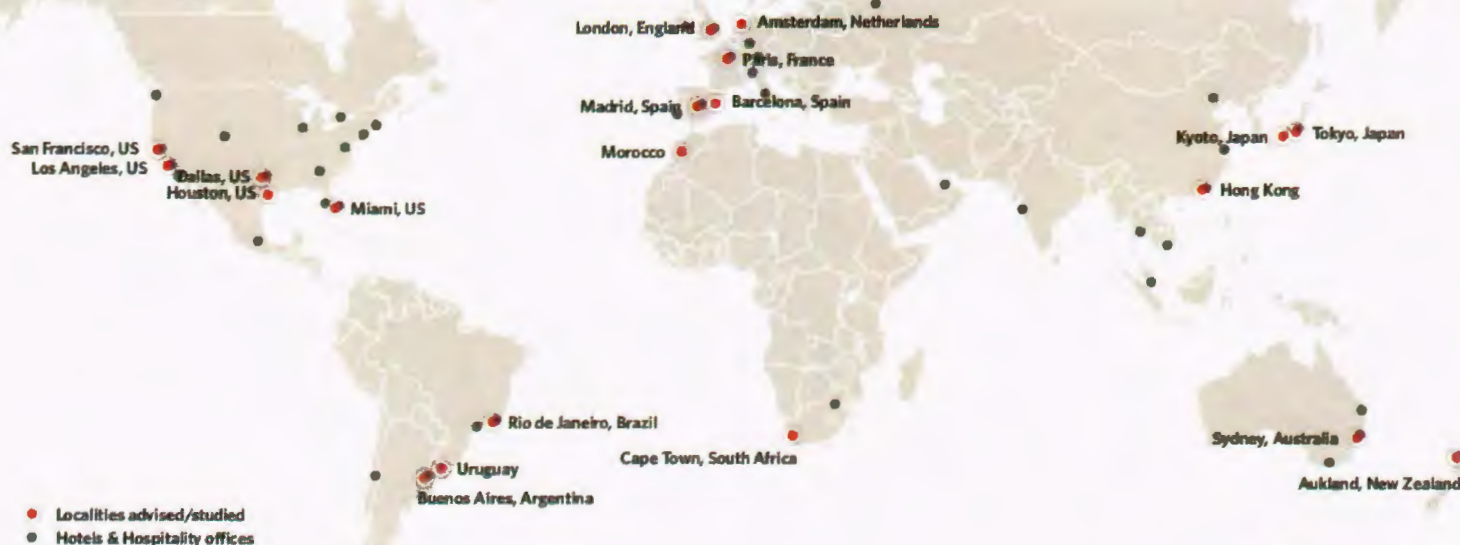 London, England
Amsterdam, Netherlands
Paris, France
Madrid, Spain
Barcelona, Spain
Kyoto, Japan
Tokyo, Japan
San Francisco, US
Los Angeles, US
Morocco
Dallas, US
Houston, US
Hong Kong
Miami, US
Rio de Janeiro, Brazil
Sydney, Australia
Cape Town, South Africa
Uruguay
Aukland, New Zealand
Buenos Aires, Argentina
Localities advised/studied
Hotels & Hospitality offices